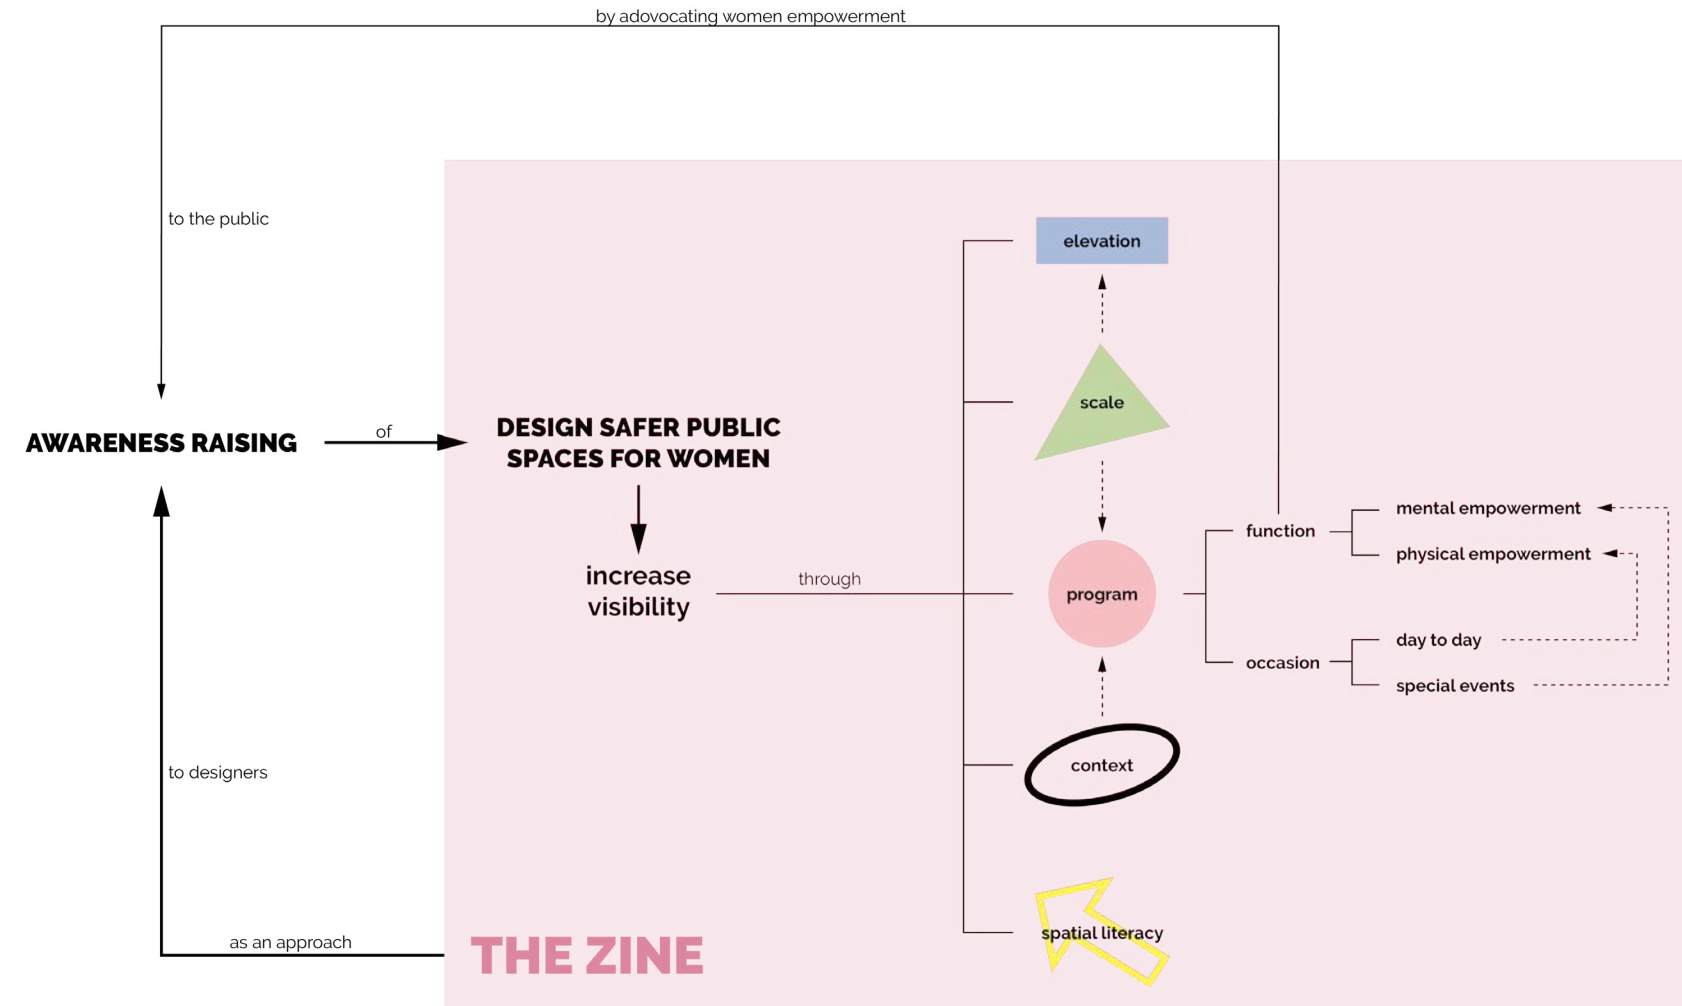 by adovocating women empowerment
to the public
elevation
scale
AWARENESS RAISING
of
DESIGN SAFER PUBLIC
SPACES FOR WOMEN
increase
visibility
through
program
function
mental empowerment
physical empowerment
occasion
day to day
special events
context
to designers
spatial literacy
as an approach
THE ZINE